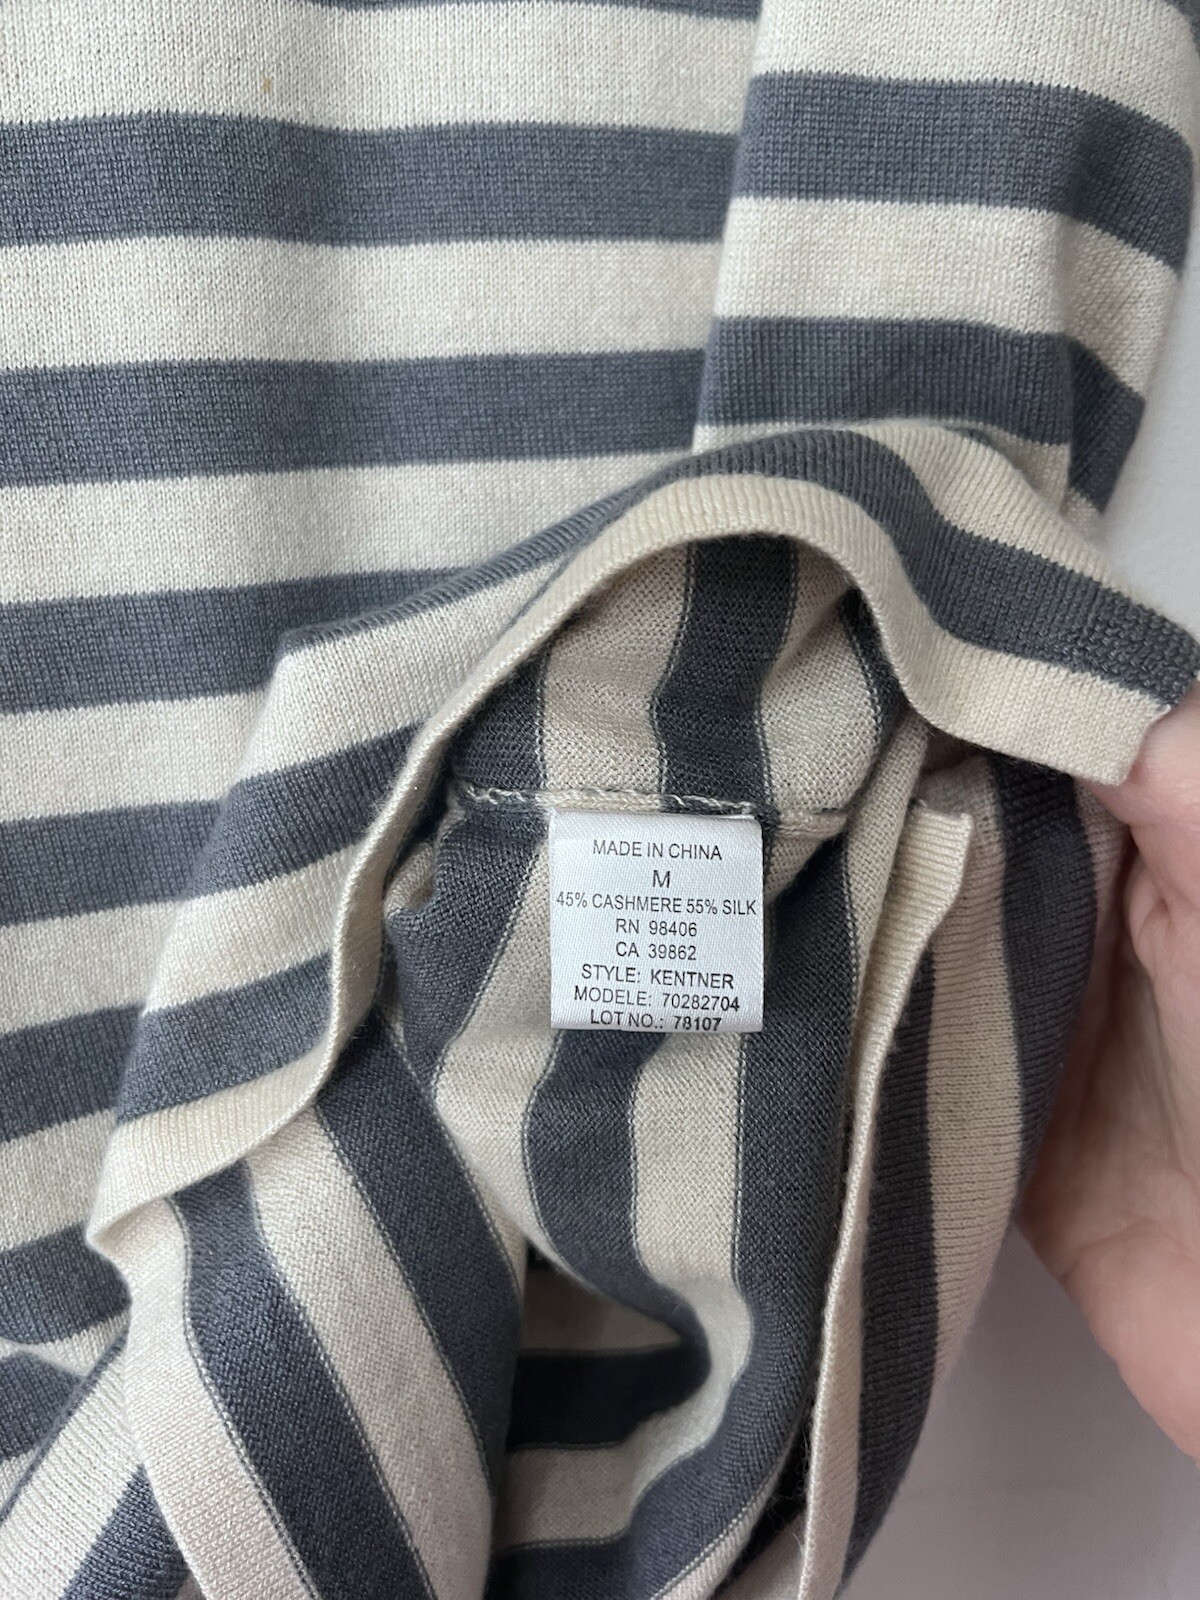 MADE IN CHINA
M
45% CASHMERE 55% SILK
RN 98406
CA 39862
STYLE: KENTNER
MODELE: 70282704
LOT NO.: 78107